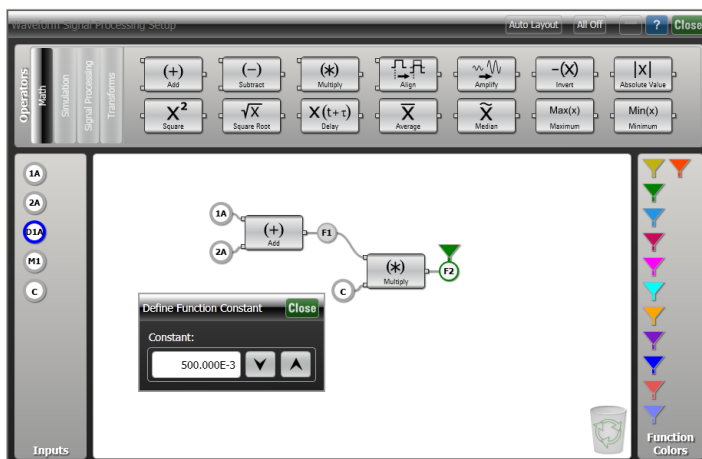 Waveform Signal Processing Setup
Auto Layout
All Off
?
Close
Operators
Math
Simulation
Signal Processing
Transforms
(+)
Add
(−)
Subtract
(*)
Multiply
Align
Amplify
−(X)
Invert
|X|
Absolute Value
X²
Square
√X
Square Root
X(t+τ)
Delay
X̅
Average
X̃
Median
Max(x)
Maximum
Min(x)
Minimum
1A
2A
D1A
M1
C
Inputs
1A
2A
(+)
Add
F1
C
(*)
Multiply
F2
Define Function Constant
Close
Constant:
500.000E-3
Function
Colors